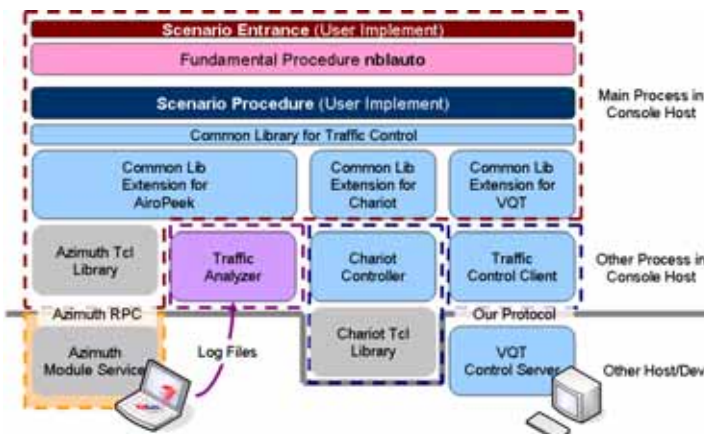 Scenario Entrance (User Implement)
Fundamental Procedure nblauto
Scenario Procedure (User Implement)
Common Library for Traffic Control
Main Process in
Console Host
Common Lib
Extension for
AiroPeek
Common Lib
Extension for
Chariot
Common Lib
Extension for
VQT
Azimuth Tcl
Library
Traffic
Analyzer
Chariot
Controller
Traffic
Control Client
Other Process in
Console Host
Azimuth RPC
Our Protocol
Azimuth
Module Service
Log Files
Chariot Tcl
Library
VQT
Control Server
Other Host/Dev